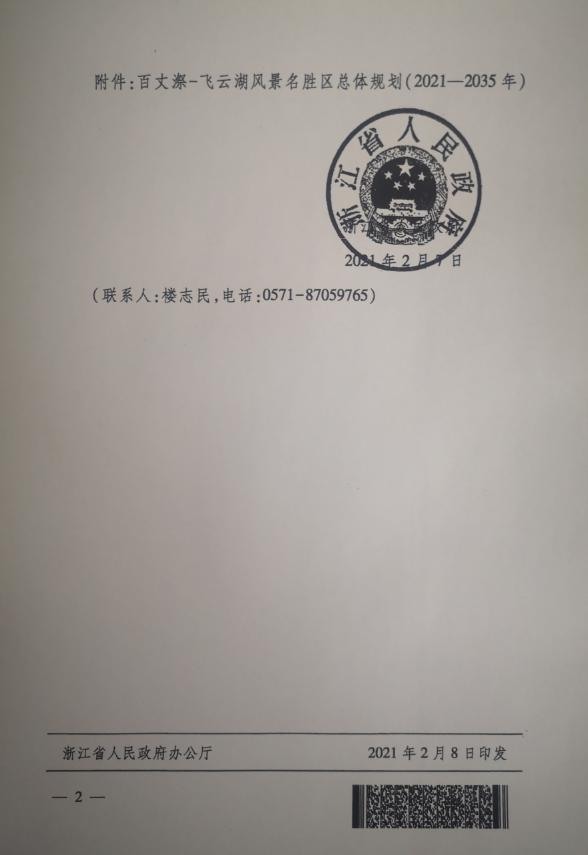 附件:百丈漈-飞云湖风景名胜区总体规划(2021—2035年)
浙江省人民政府
2021年2月7日
(联系人:楼志民,电话:0571-87059765)
浙江省人民政府办公厅 2021年2月8日印发
— 2 —